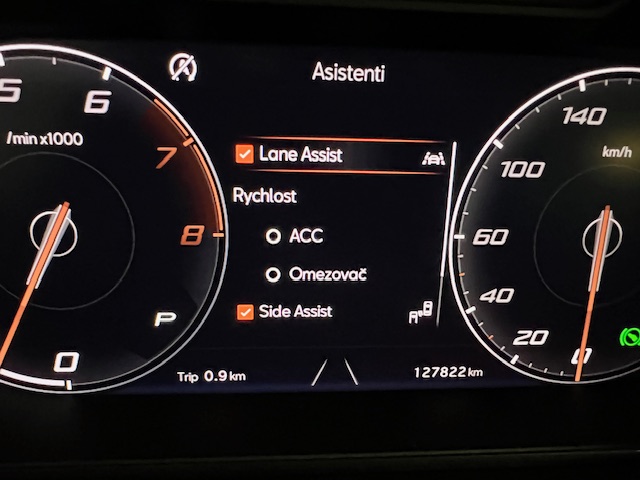 Asistenti
5
6
/min x1000
7
8
0
P
Lane Assist
Rychlost
ACC
Omezovač
Side Assist
140
km/h
100
60
40
20
0
Trip 0.9 km
127822 km